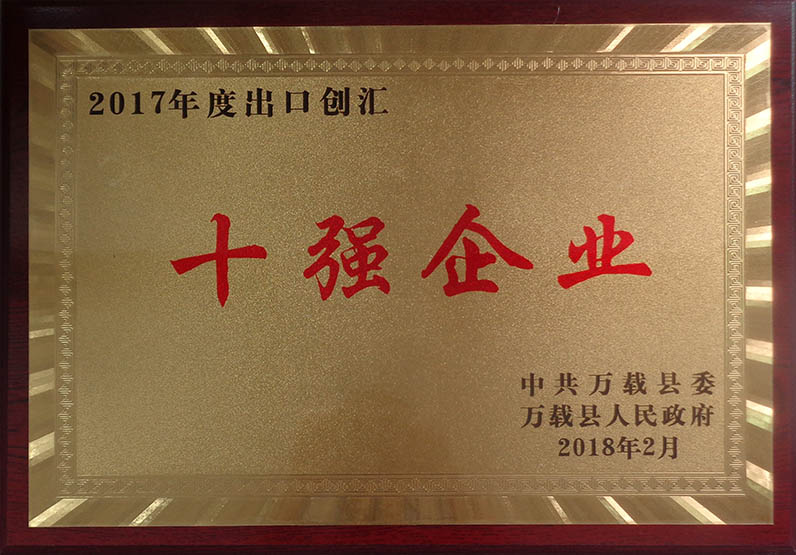 2017年度出口创汇
十强企业
中共万载县委
万载县人民政府
2018年2月